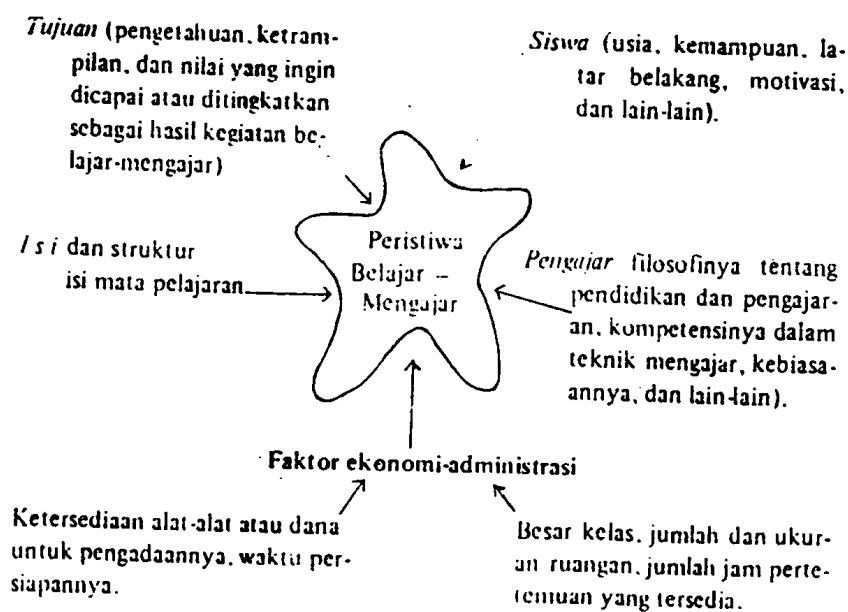 Tujuan (pengetahuan, ketram-
pilan, dan nilai yang ingin
dicapai atau ditingkatkan
sebagai hasil kegiatan be-
lajar-mengajar)
Siswa (usia, kemampuan, la-
tar belakang, motivasi,
dan lain-lain).
Isi dan struktur
isi mata pelajaran
Peristiwa
Belajar –
Mengajar
Pengajar filosofinya tentang
pendidikan dan pengajar-
an, kompetensinya dalam
teknik mengajar, kebiasa-
annya, dan lain-lain).
Faktor ekonomi-administrasi
Ketersediaan alat-alat atau dana
untuk pengadaannya, waktu per-
siapannya.
Besar kelas, jumlah dan ukur-
an ruangan, jumlah jam perte-
temuan yang tersedia.